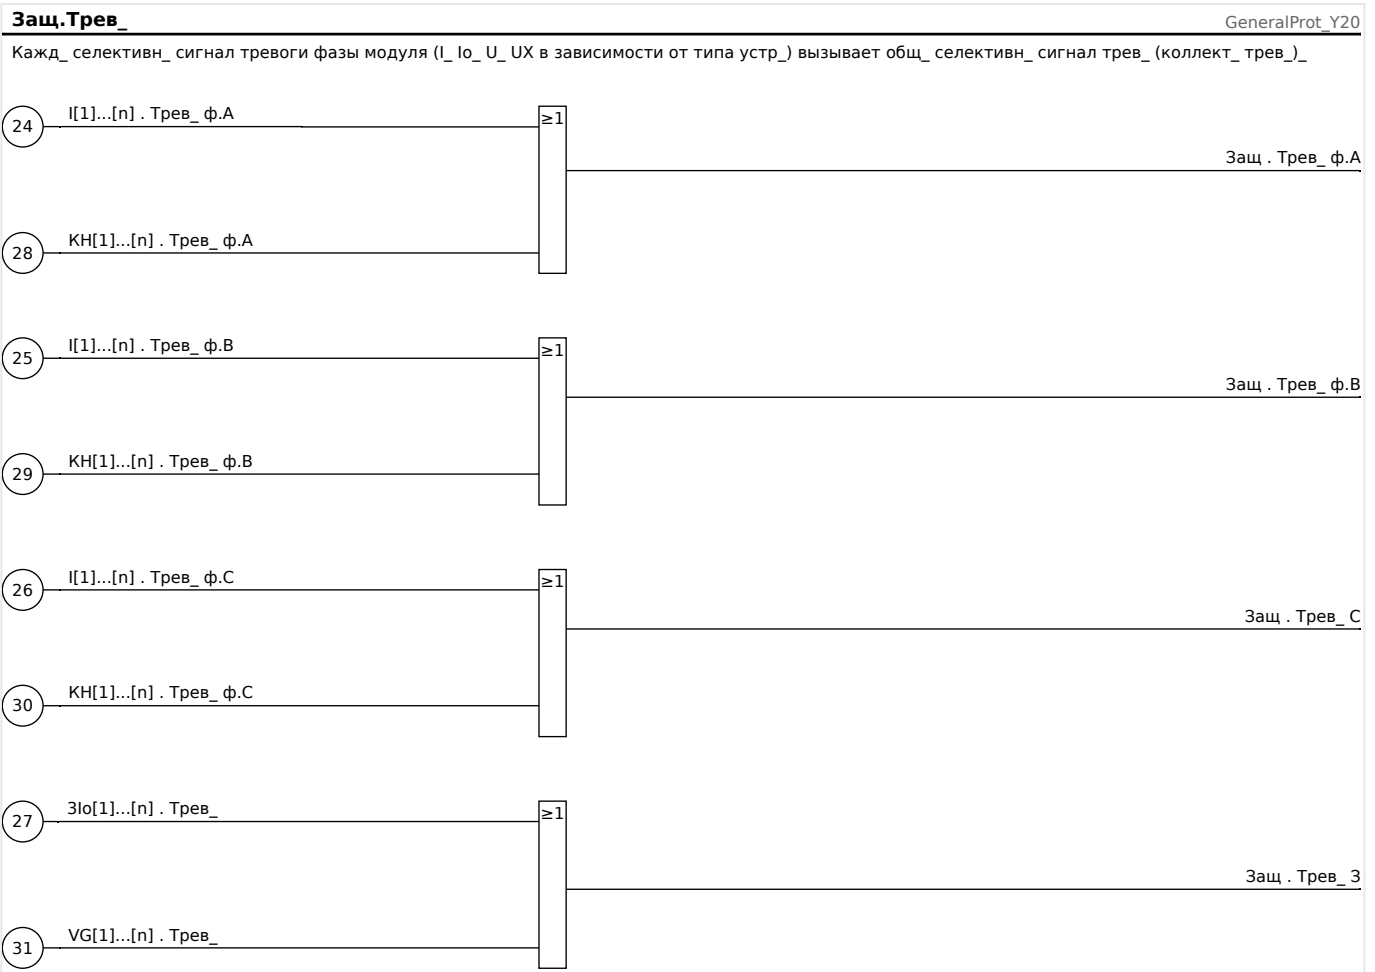 Защ.Трев_
GeneralProt_Y20
Кажд_ селективн_ сигнал тревоги фазы модуля (I_ Io_ U_ UX в зависимости от типа устр_) вызывает общ_ селективн_ сигнал трев_ (коллект_ трев_)_
24
I[1]...[n] . Трев_ ф.A
≥1
Защ . Трев_ ф.A
28
КН[1]...[n] . Трев_ ф.A
25
I[1]...[n] . Трев_ ф.B
≥1
Защ . Трев_ ф.B
29
КН[1]...[n] . Трев_ ф.B
26
I[1]...[n] . Трев_ ф.C
≥1
Защ . Трев_ C
30
КН[1]...[n] . Трев_ ф.C
27
3Io[1]...[n] . Трев_
≥1
Защ . Трев_ З
31
VG[1]...[n] . Трев_